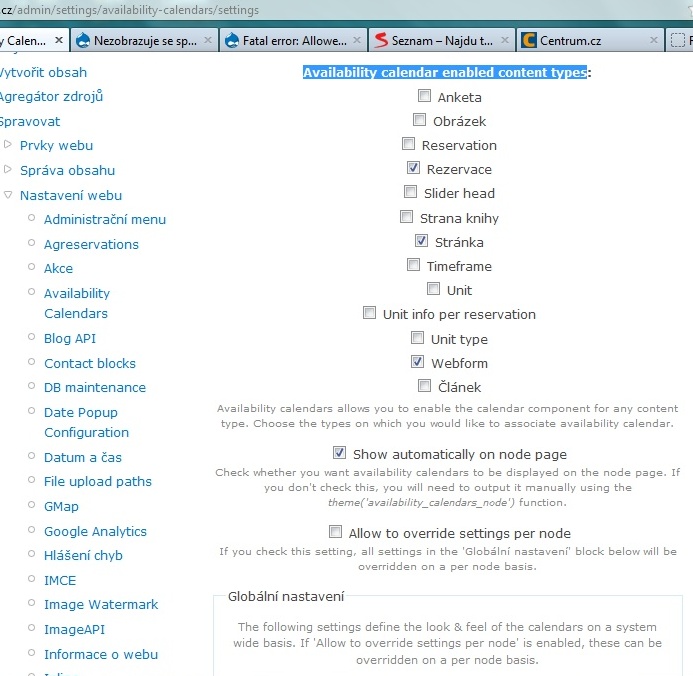 .cz/admin/settings/availability-calendars/settings
y Calen... × Nezobrazuje se sp... × Fatal error: Allowe... × Seznam – Najdu t... × Centrum.cz ×
Vytvořit obsah
Agregátor zdrojů
Spravovat
Prvky webu
Správa obsahu
Nastavení webu
Administrační menu
Agreservations
Akce
Availability
Calendars
Blog API
Contact blocks
DB maintenance
Date Popup
Configuration
Datum a čas
File upload paths
GMap
Google Analytics
Hlášení chyb
IMCE
Image Watermark
ImageAPI
Informace o webu
Availability calendar enabled content types:
Anketa
Obrázek
Reservation
Rezervace
Slider head
Strana knihy
Stránka
Timeframe
Unit
Unit info per reservation
Unit type
Webform
Článek
Availability calendars allows you to enable the calendar component for any content
type. Choose the types on which you would like to associate availability calendar.
Show automatically on node page
Check whether you want availability calendars to be displayed on the node page. If
you don't check this, you will need to output it manually using the
theme('availability_calendars_node') function.
Allow to override settings per node
If you check this setting, all settings in the 'Globální nastavení' block below will be
overridden on a per node basis.
Globální nastavení
The following settings define the look & feel of the calendars on a system
wide basis. If 'Allow to override settings per node' is enabled, these can be
overridden on a per node basis.